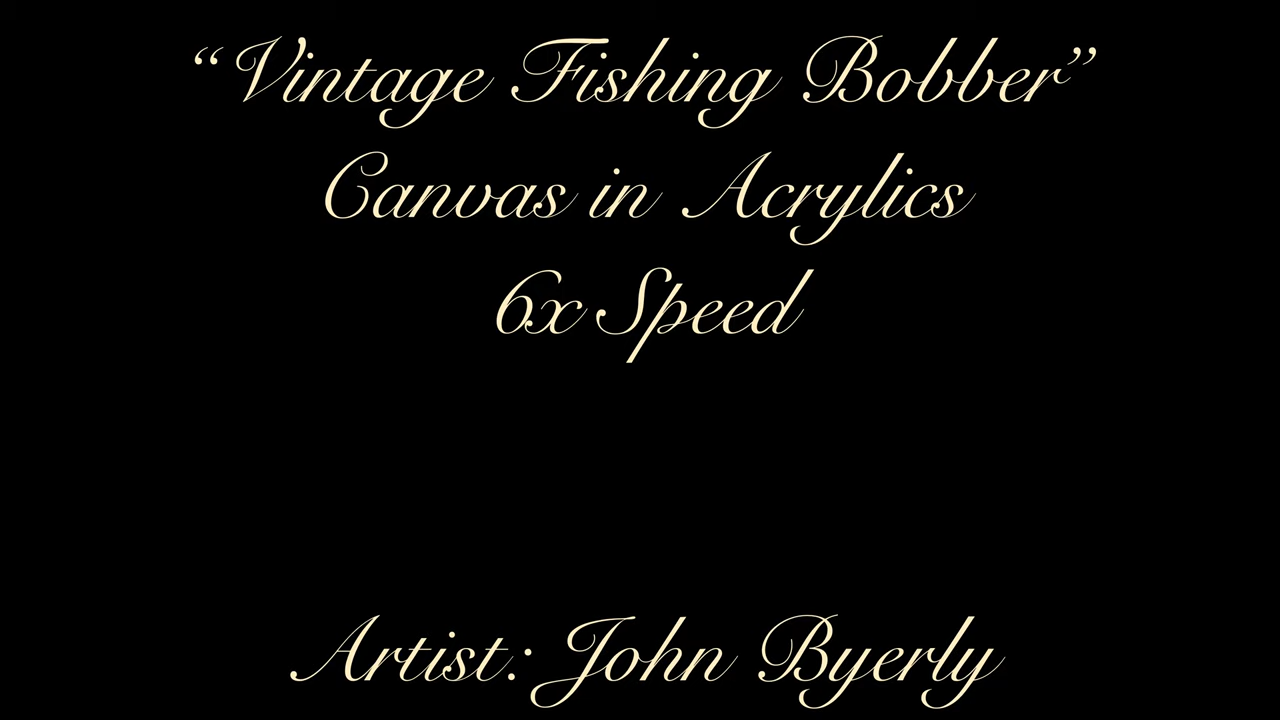 “Vintage Fishing Bobber”
Canvas in Acrylics
6x Speed
Artist: John Byerly